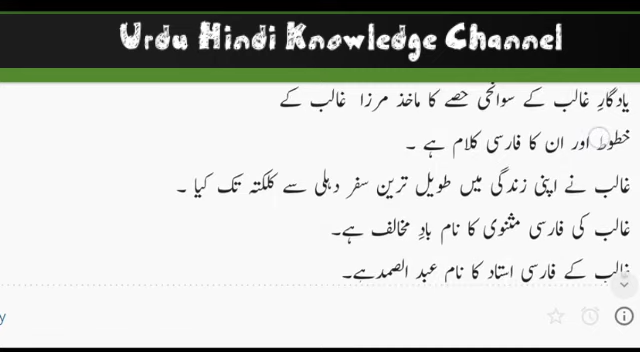 Urdu Hindi Knowledge Channel
یادگارِ غالب کے سوانحی حصے کا ماخذ مرزا غالب کے
خطوط اور ان کا فارسی کلام ہے ۔
غالب نے اپنی زندگی میں طویل ترین سفر دہلی سے کلکتہ تک کیا ۔
غالب کی فارسی مثنوی کا نام بادِ مخالف ہے۔
غالب کے فارسی استاد کا نام عبد الصمدہے۔
y